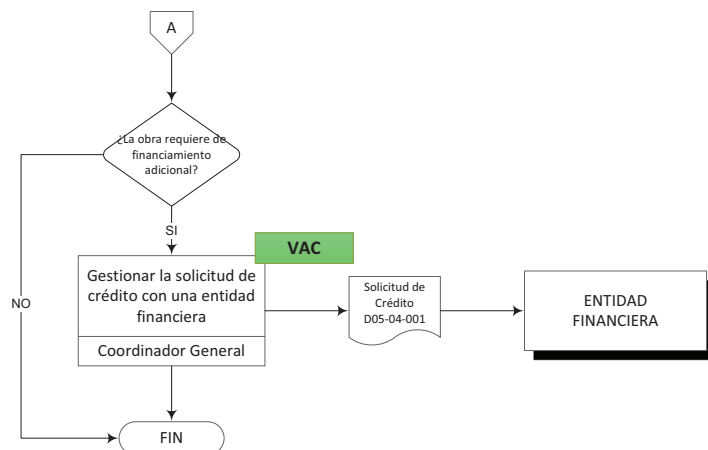 A
¿La obra requiere de
financiamiento
adicional?
SI
VAC
Gestionar la solicitud de
crédito con una entidad
financiera
Coordinador General
Solicitud de
Crédito
D05-04-001
ENTIDAD
FINANCIERA
NO
FIN